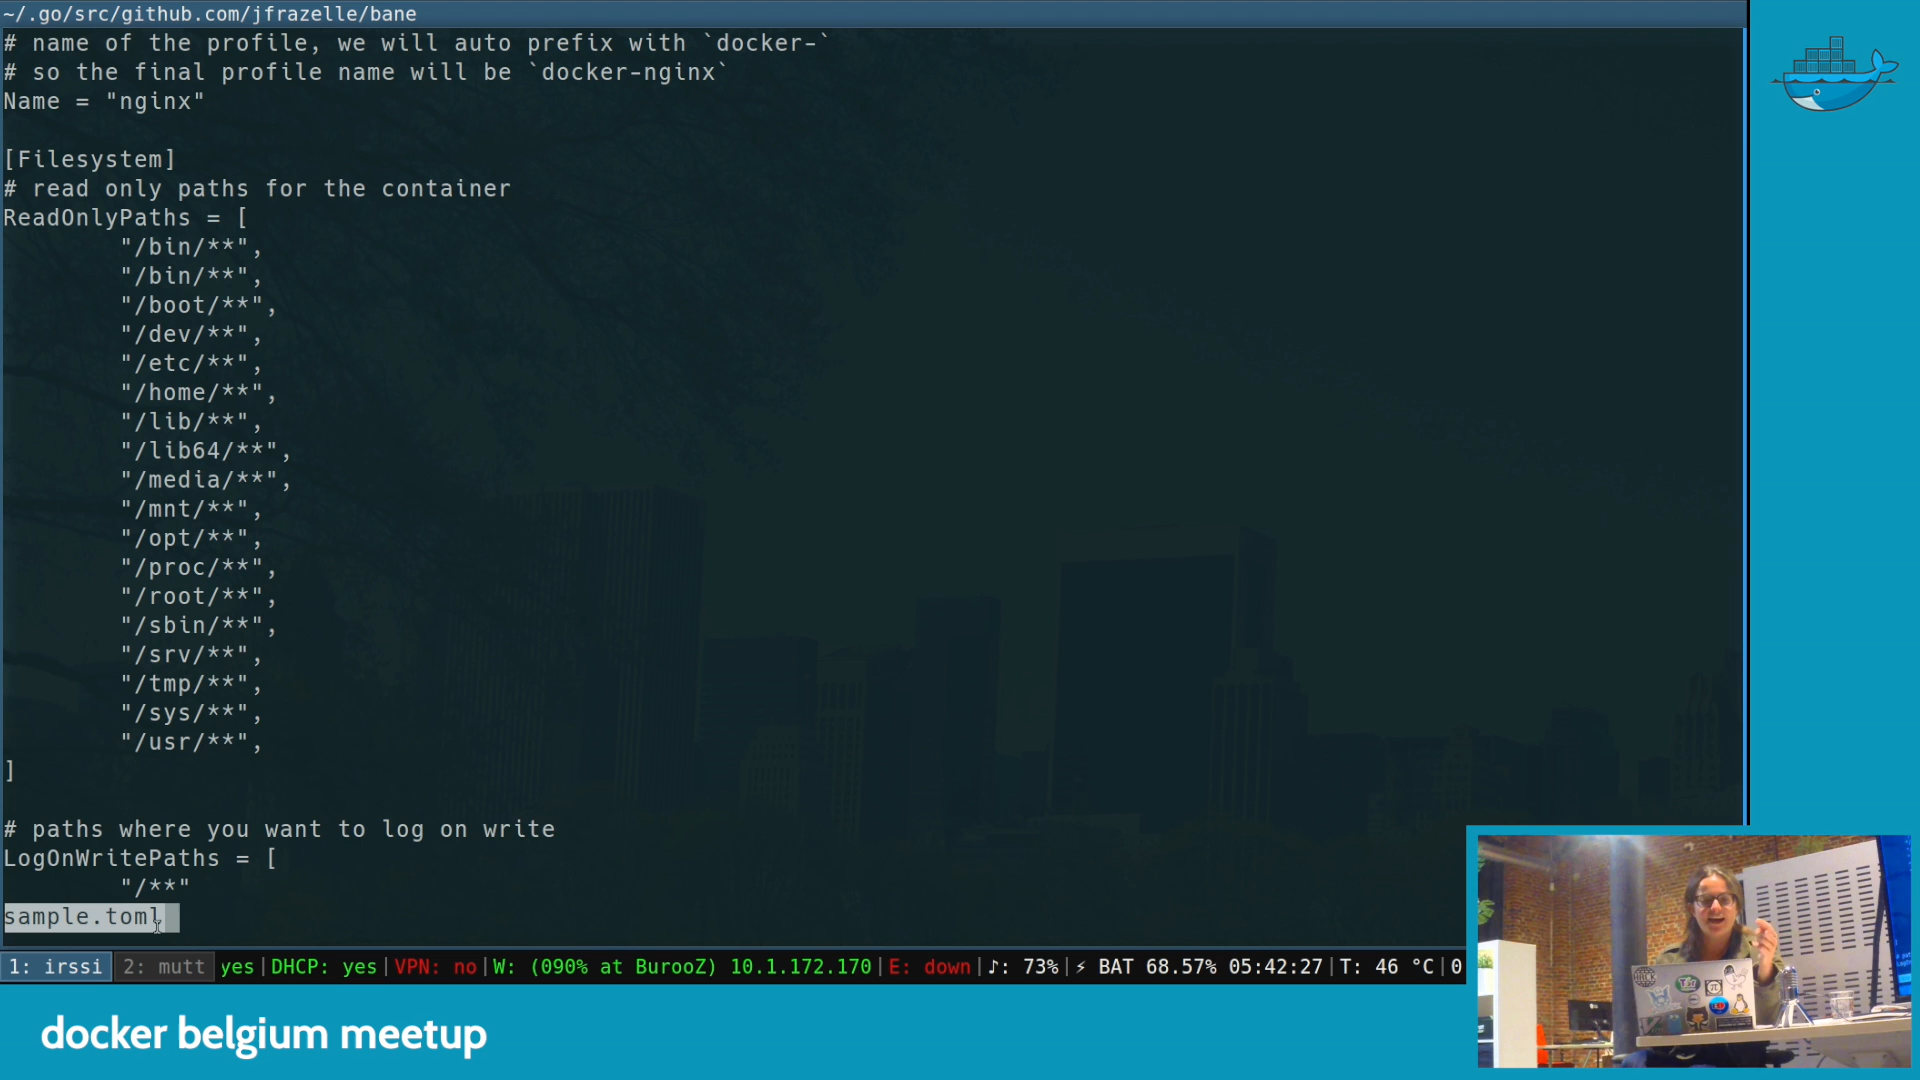 ~/.go/src/github.com/jfrazelle/bane
# name of the profile, we will auto prefix with `docker-`
# so the final profile name will be `docker-nginx`
Name = "nginx"
[Filesystem]
# read only paths for the container
ReadOnlyPaths = [
"/bin/**",
"/bin/**",
"/boot/**",
"/dev/**",
"/etc/**",
"/home/**",
"/lib/**",
"/lib64/**",
"/media/**",
"/mnt/**",
"/opt/**",
"/proc/**",
"/root/**",
"/sbin/**",
"/srv/**",
"/tmp/**",
"/sys/**",
"/usr/**",
]
# paths where you want to log on write
LogOnWritePaths = [
"/**"
sample.toml
1: irssi 2: mutt yes|DHCP: yes|VPN: no|W: (090% at BurooZ) 10.1.172.170|E: down|♪: 73%|⚡ BAT 68.57% 05:42:27|T: 46 °C|0
docker belgium meetup